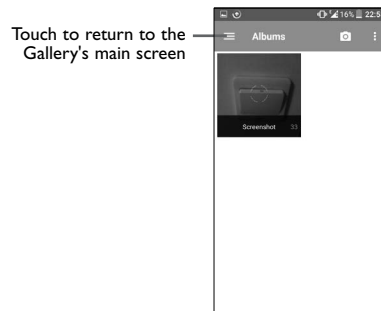 Touch to return to the
Gallery's main screen
16% 22:5
Albums
Screenshot 33